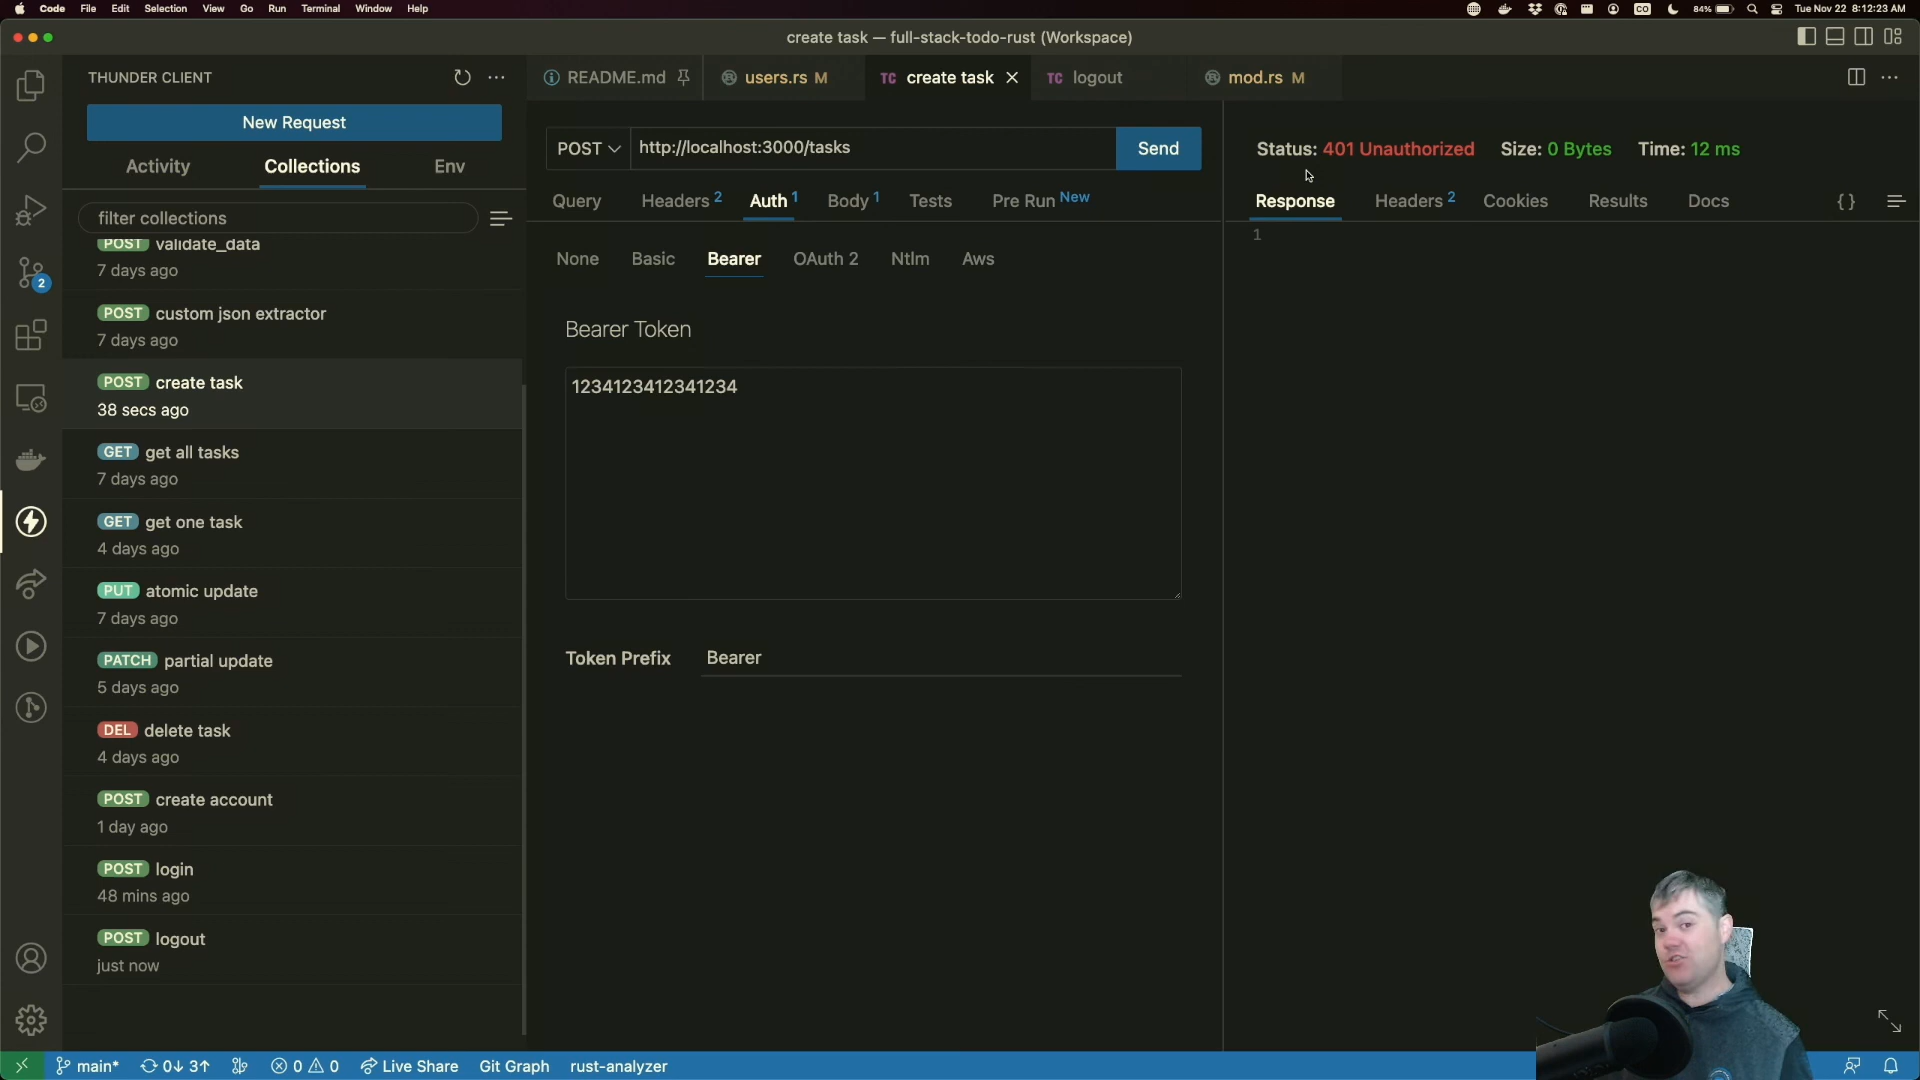 Code File Edit Selection View Go Run Terminal Window Help
84% Tue Nov 22 8:12:23 AM
create task — full-stack-todo-rust (Workspace)
THUNDER CLIENT
New Request
Activity Collections Env
filter collections
POST validate_data
7 days ago
POST custom json extractor
7 days ago
POST create task
38 secs ago
GET get all tasks
7 days ago
GET get one task
4 days ago
PUT atomic update
7 days ago
PATCH partial update
5 days ago
DEL delete task
4 days ago
POST create account
1 day ago
POST login
48 mins ago
POST logout
just now
2
README.md users.rs M TC create task TC logout mod.rs M
POST http://localhost:3000/tasks Send
Query Headers 2 Auth 1 Body 1 Tests Pre Run New
None Basic Bearer OAuth 2 Ntlm Aws
Bearer Token
1234123412341234
Token Prefix Bearer
Status: 401 Unauthorized Size: 0 Bytes Time: 12 ms
Response Headers 2 Cookies Results Docs { }
1
main* 0↓ 3↑ 0 0 Live Share Git Graph rust-analyzer